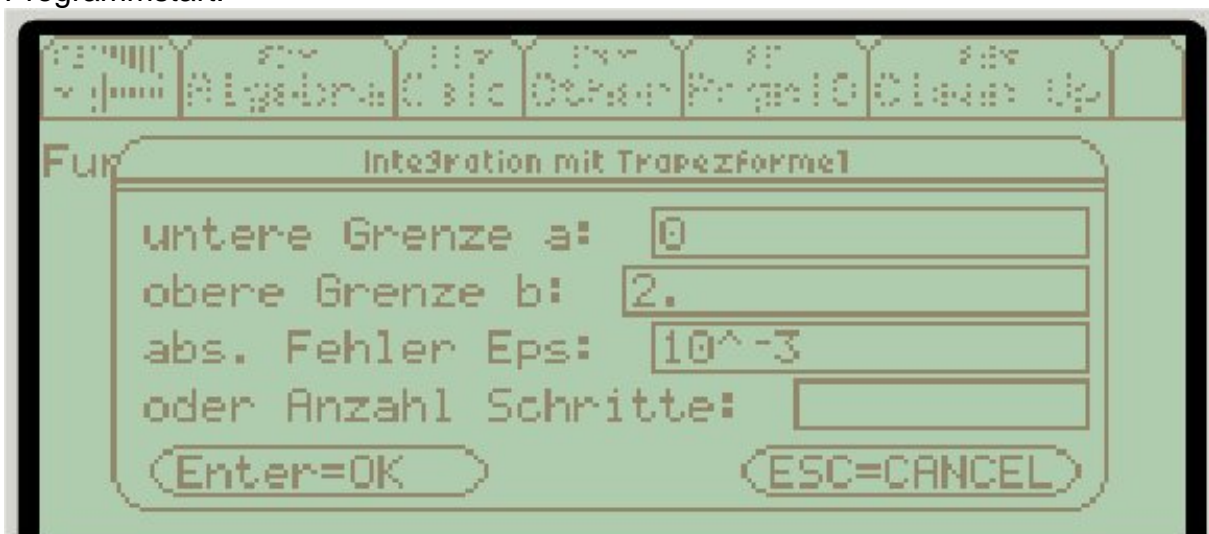 Programmstart:
Algebra Calc Other PrgmIO Clean Up
Fun
Integration mit Trapezformel
untere Grenze a: 0
obere Grenze b: 2.
abs. Fehler Eps: 10^-3
oder Anzahl Schritte:
Enter=OK ESC=CANCEL